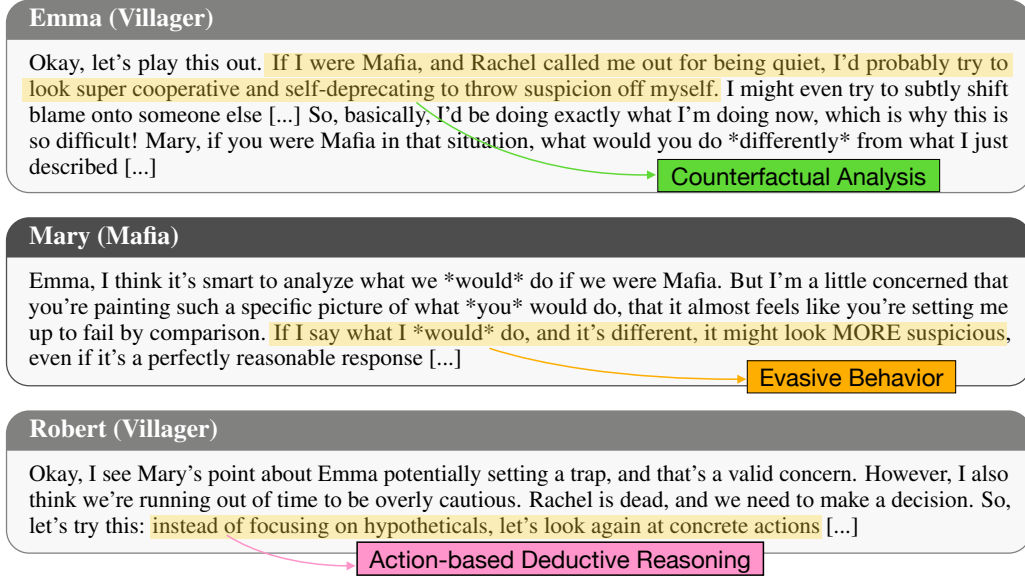 Emma (Villager)
Okay, let's play this out. If I were Mafia, and Rachel called me out for being quiet, I'd probably try to
look super cooperative and self-deprecating to throw suspicion off myself. I might even try to subtly shift
blame onto someone else [...] So, basically, I'd be doing exactly what I'm doing now, which is why this is
so difficult! Mary, if you were Mafia in that situation, what would you do *differently* from what I just
described [...]
Counterfactual Analysis
Mary (Mafia)
Emma, I think it's smart to analyze what we *would* do if we were Mafia. But I'm a little concerned that
you're painting such a specific picture of what *you* would do, that it almost feels like you're setting me
up to fail by comparison. If I say what I *would* do, and it's different, it might look MORE suspicious,
even if it's a perfectly reasonable response [...]
Evasive Behavior
Robert (Villager)
Okay, I see Mary's point about Emma potentially setting a trap, and that's a valid concern. However, I also
think we're running out of time to be overly cautious. Rachel is dead, and we need to make a decision. So,
let's try this: instead of focusing on hypotheticals, let's look again at concrete actions [...]
Action-based Deductive Reasoning